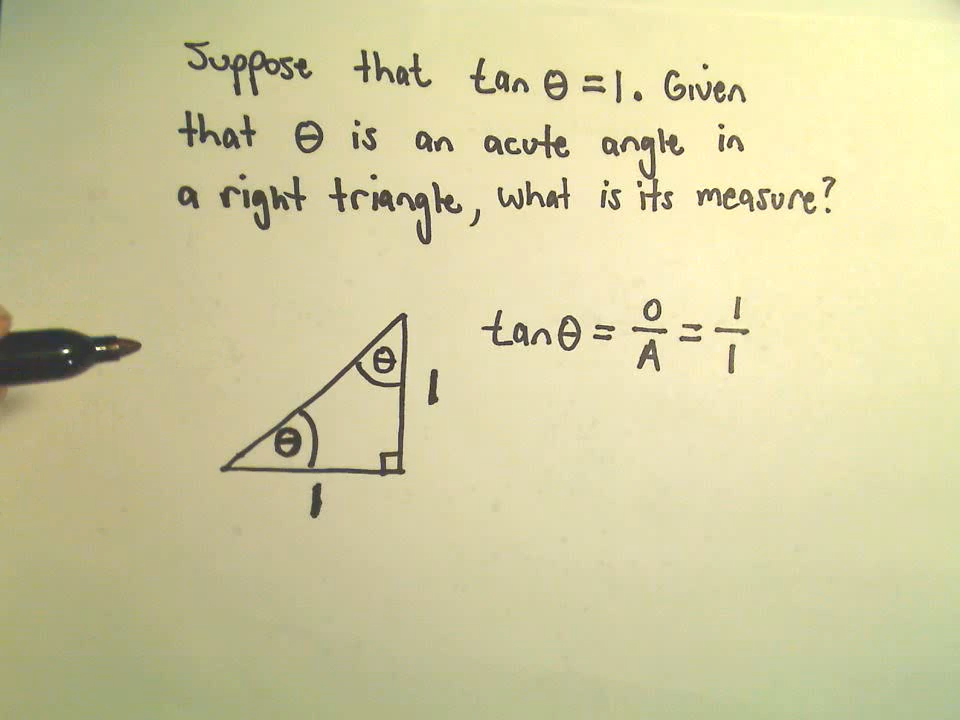 Suppose that tan θ = 1. Given
that θ is an acute angle in
a right triangle, what is its measure?
tan θ = O/A = 1/1
θ
1
θ
1